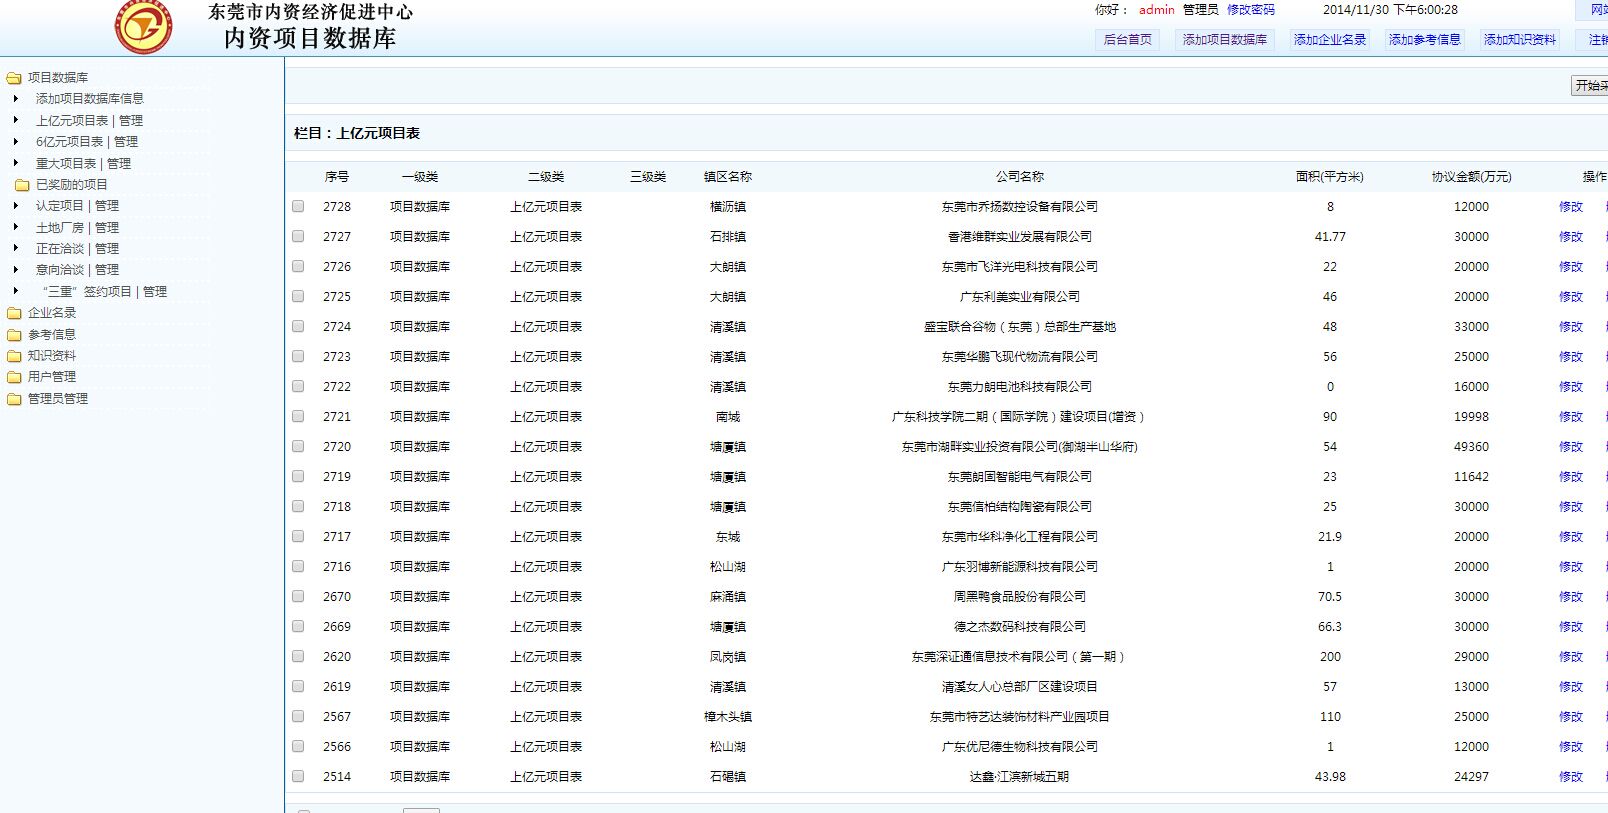 东莞市内资经济促进中心
内资项目数据库
你好： admin 管理员 修改密码 2014/11/30 下午6:00:28
后台首页 添加项目数据库 添加企业名录 添加参考信息 添加知识资料
项目数据库
添加项目数据库信息
上亿元项目表 | 管理
6亿元项目表 | 管理
重大项目表 | 管理
已奖励的项目
认定项目 | 管理
土地厂房 | 管理
正在洽谈 | 管理
意向洽谈 | 管理
“三重”签约项目 | 管理
企业名录
参考信息
知识资料
用户管理
管理员管理
开始采
栏目：上亿元项目表
序号 一级类 二级类 三级类 镇区名称 公司名称 面积(平方米) 协议金额(万元) 操作
2728 项目数据库 上亿元项目表 横沥镇 东莞市乔扬数控设备有限公司 8 12000 修改
2727 项目数据库 上亿元项目表 石排镇 香港维群实业发展有限公司 41.77 30000 修改
2726 项目数据库 上亿元项目表 大朗镇 东莞市飞洋光电科技有限公司 22 20000 修改
2725 项目数据库 上亿元项目表 大朗镇 广东利美实业有限公司 46 20000 修改
2724 项目数据库 上亿元项目表 清溪镇 盛宝联合谷物（东莞）总部生产基地 48 33000 修改
2723 项目数据库 上亿元项目表 清溪镇 东莞华鹏飞现代物流有限公司 56 25000 修改
2722 项目数据库 上亿元项目表 清溪镇 东莞力朗电池科技有限公司 0 16000 修改
2721 项目数据库 上亿元项目表 南城 广东科技学院二期（国际学院）建设项目(增资） 90 19998 修改
2720 项目数据库 上亿元项目表 塘厦镇 东莞市湖畔实业投资有限公司(御湖半山华府) 54 49360 修改
2719 项目数据库 上亿元项目表 塘厦镇 东莞朗国智能电气有限公司 23 11642 修改
2718 项目数据库 上亿元项目表 塘厦镇 东莞信柏结构陶瓷有限公司 25 30000 修改
2717 项目数据库 上亿元项目表 东城 东莞市华科净化工程有限公司 21.9 20000 修改
2716 项目数据库 上亿元项目表 松山湖 广东羽博新能源科技有限公司 1 20000 修改
2670 项目数据库 上亿元项目表 麻涌镇 周黑鸭食品股份有限公司 70.5 30000 修改
2669 项目数据库 上亿元项目表 塘厦镇 德之杰数码科技有限公司 66.3 30000 修改
2620 项目数据库 上亿元项目表 凤岗镇 东莞深证通信息技术有限公司（第一期） 200 29000 修改
2619 项目数据库 上亿元项目表 清溪镇 清溪女人心总部厂区建设项目 57 13000 修改
2567 项目数据库 上亿元项目表 樟木头镇 东莞市特艺达装饰材料产业园项目 110 25000 修改
2566 项目数据库 上亿元项目表 松山湖 广东优尼德生物科技有限公司 1 12000 修改
2514 项目数据库 上亿元项目表 石碣镇 达鑫·江滨新城五期 43.98 24297 修改